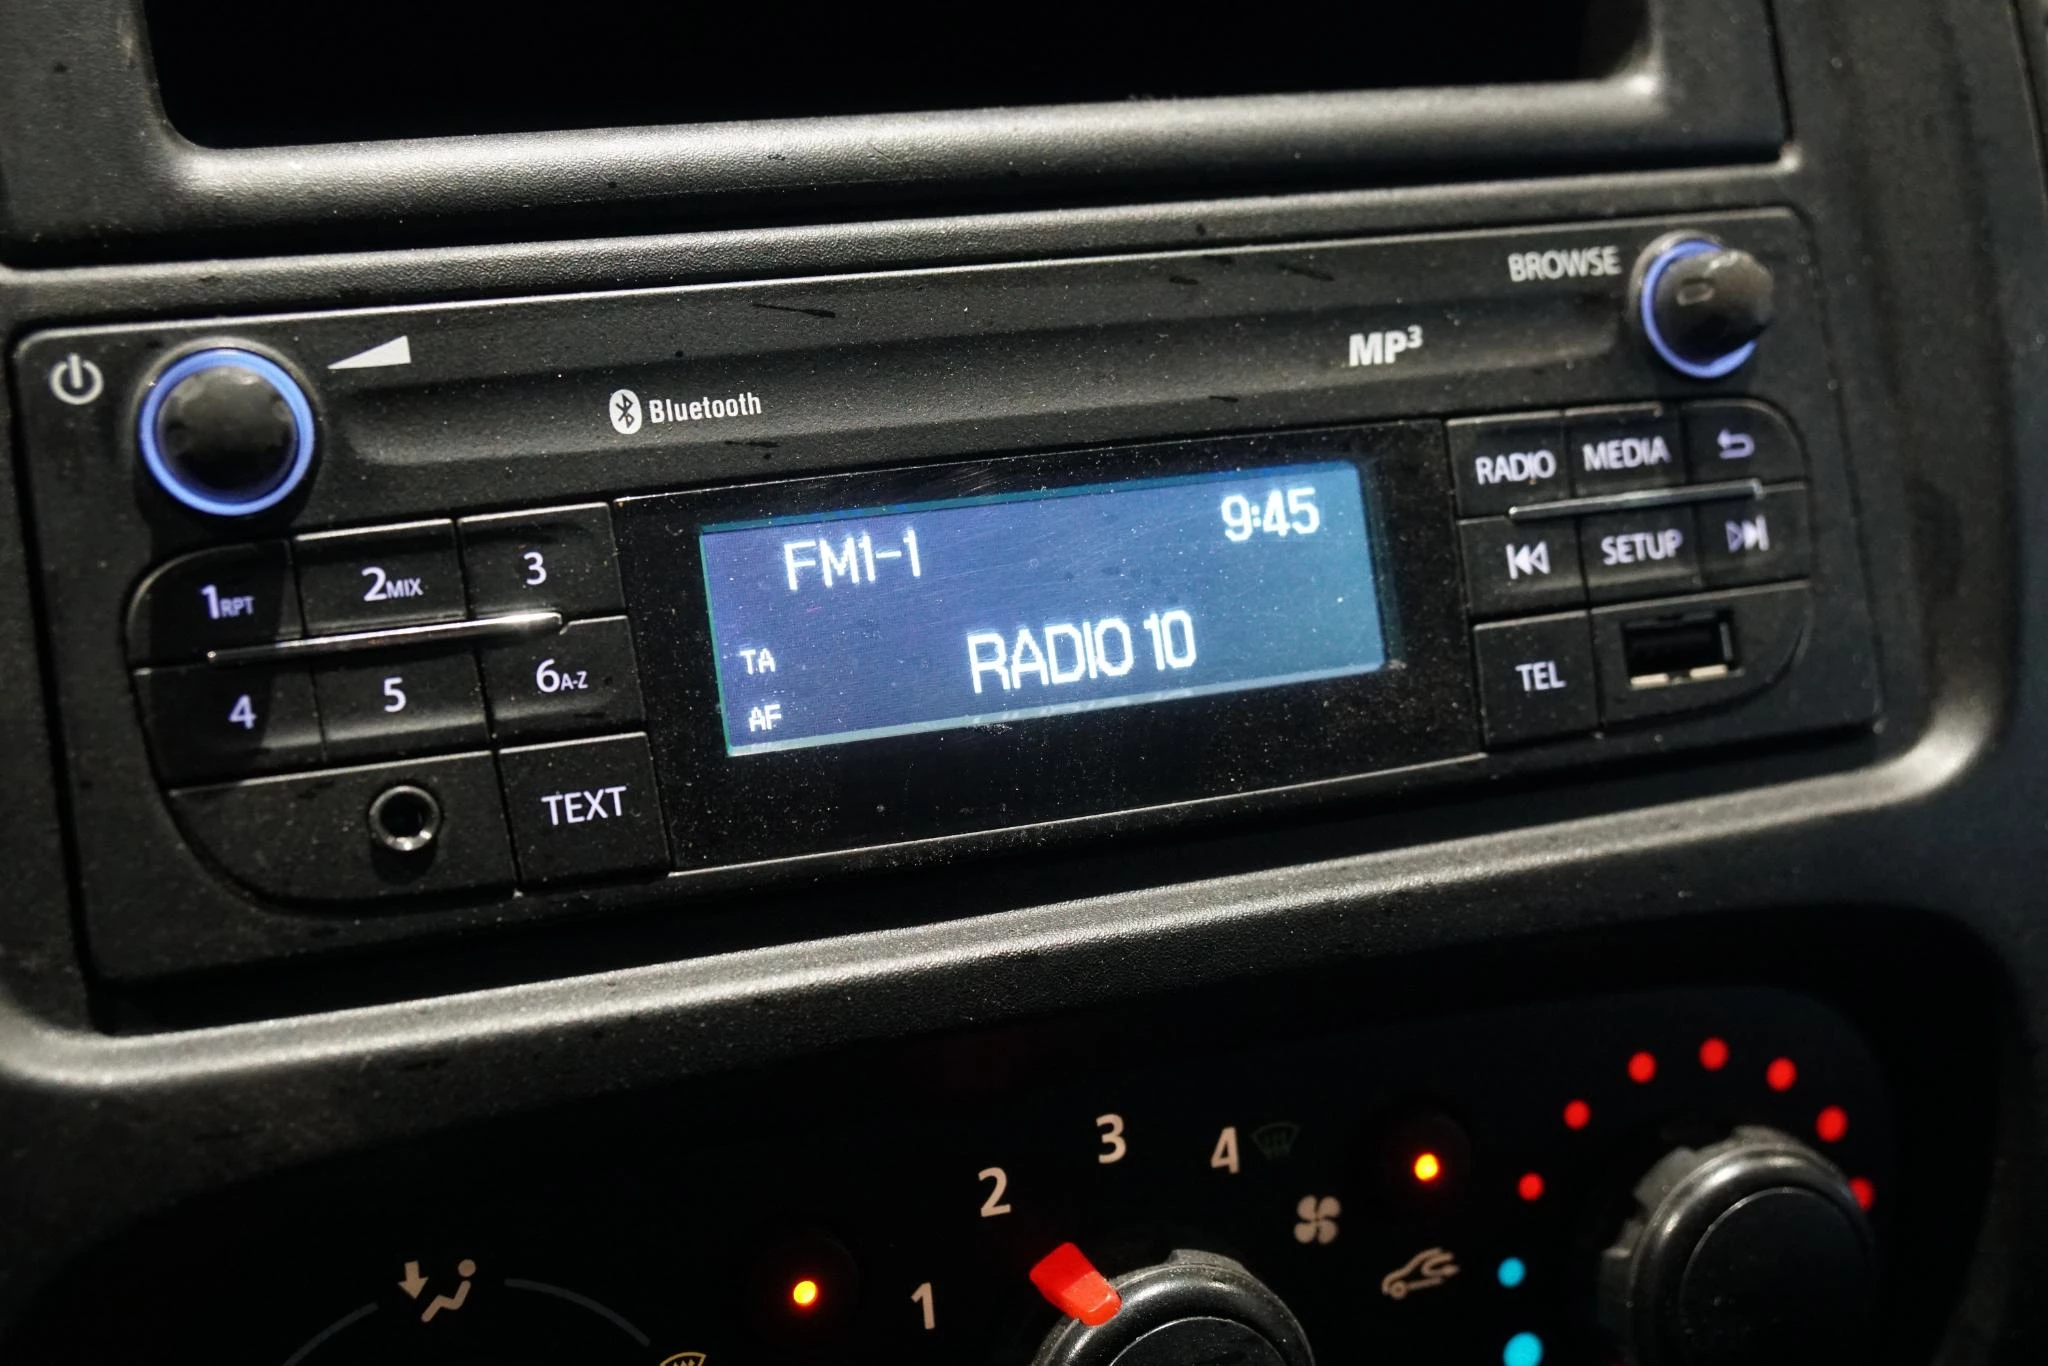 BROWSE
MP3
Bluetooth
RADIO MEDIA
FM1-1 9:45
1RPT 2MIX 3
SETUP
TA RADIO 10
AF
4 5 6A-Z
TEL
TEXT
1 2 3 4